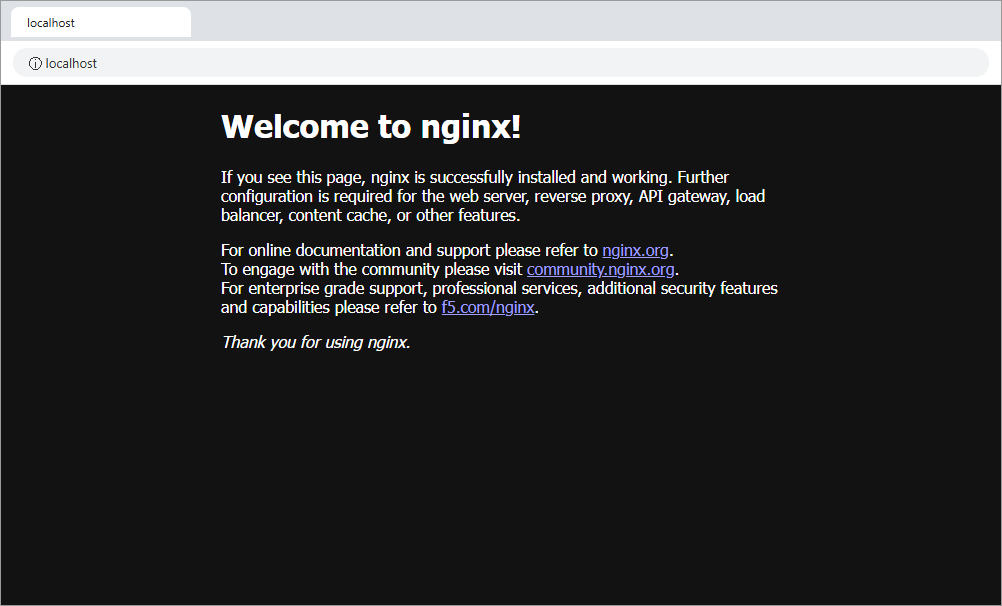 localhost
localhost
Welcome to nginx!
If you see this page, nginx is successfully installed and working. Further
configuration is required for the web server, reverse proxy, API gateway, load
balancer, content cache, or other features.
For online documentation and support please refer to nginx.org.
To engage with the community please visit community.nginx.org.
For enterprise grade support, professional services, additional security features
and capabilities please refer to f5.com/nginx.
Thank you for using nginx.